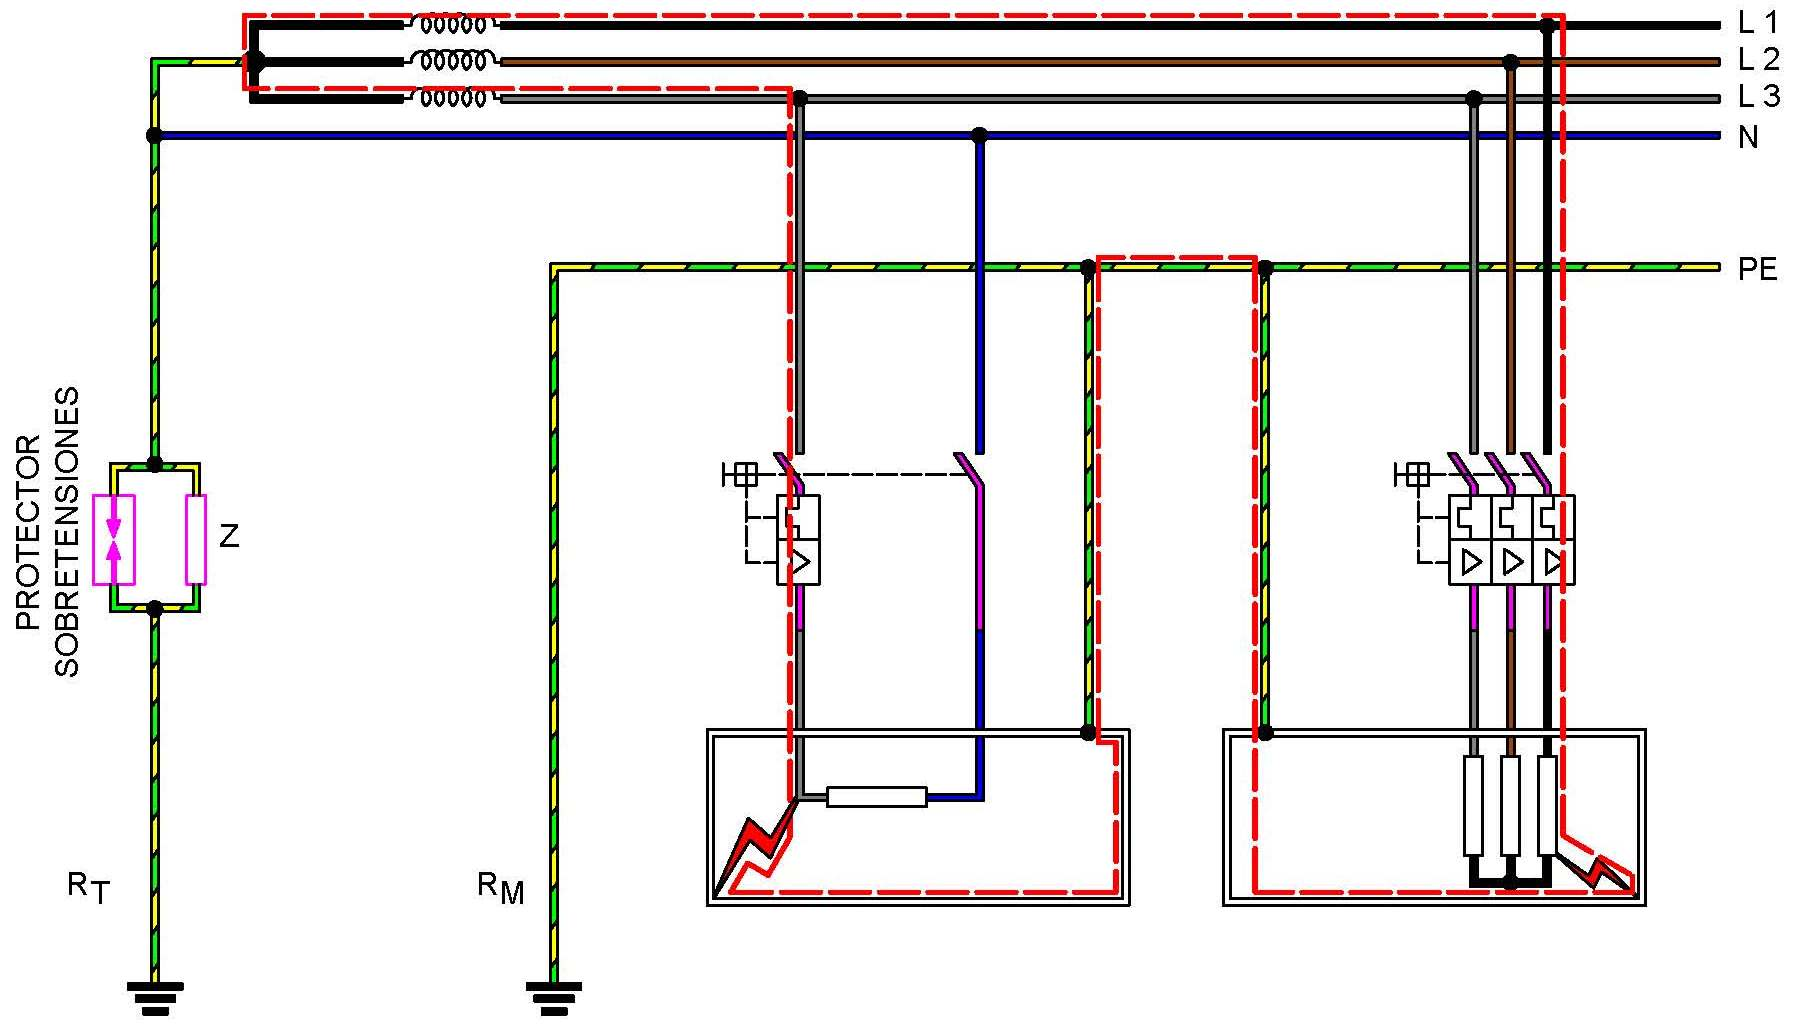 L 1
L 2
L 3
N
PE
PROTECTOR
SOBRETENSIONES
Z
RT
RM